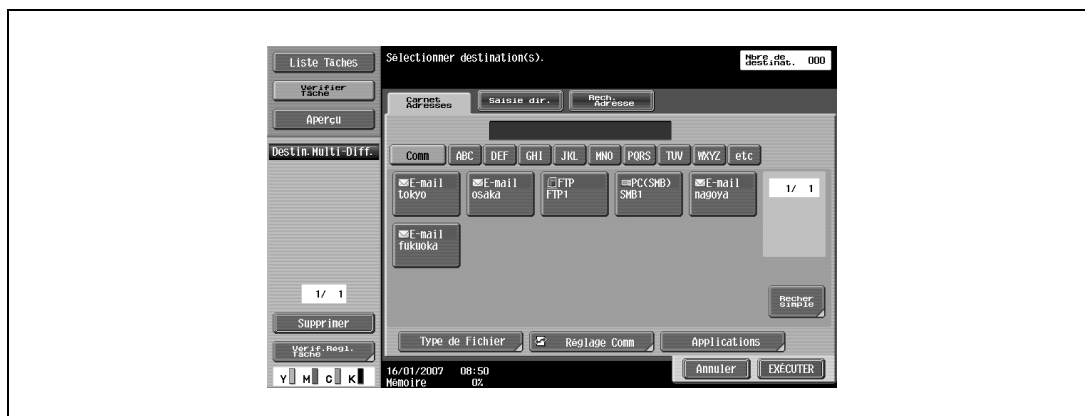 Liste Tâches
Vérifier
Tâche
Aperçu
Destin.Multi-Diff.
1/ 1
Supprimer
Vérif.Régl.
Tâche
Y M C K
Sélectionner destination(s).
Nbre de
destinat. 000
Carnet
Adresses
Saisie dir.
Rech.
Adresse
Comm ABC DEF GHI JKL MNO PQRS TUV WXYZ etc
E-mail
tokyo
E-mail
osaka
FTP
FTP1
PC(SMB)
SMB1
E-mail
nagoya
1/ 1
E-mail
fukuoka
Recher
simple
Type de Fichier
Réglage Comm
Applications
16/01/2007 08:50
Mémoire 0%
Annuler
EXÉCUTER